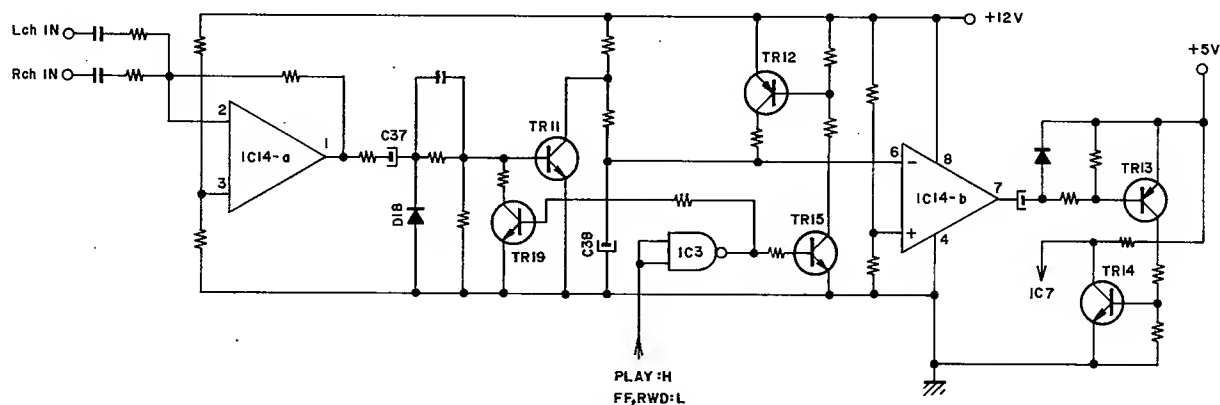 Lch IN
+12V
+5V
Rch IN
TR12
2
C37
TR11
1
IC14-a
6
8
TR13
3
7
IC14-b
D18
TR15
4
C38
IC3
TR19
TR14
IC7
PLAY:H
FF,RWD:L